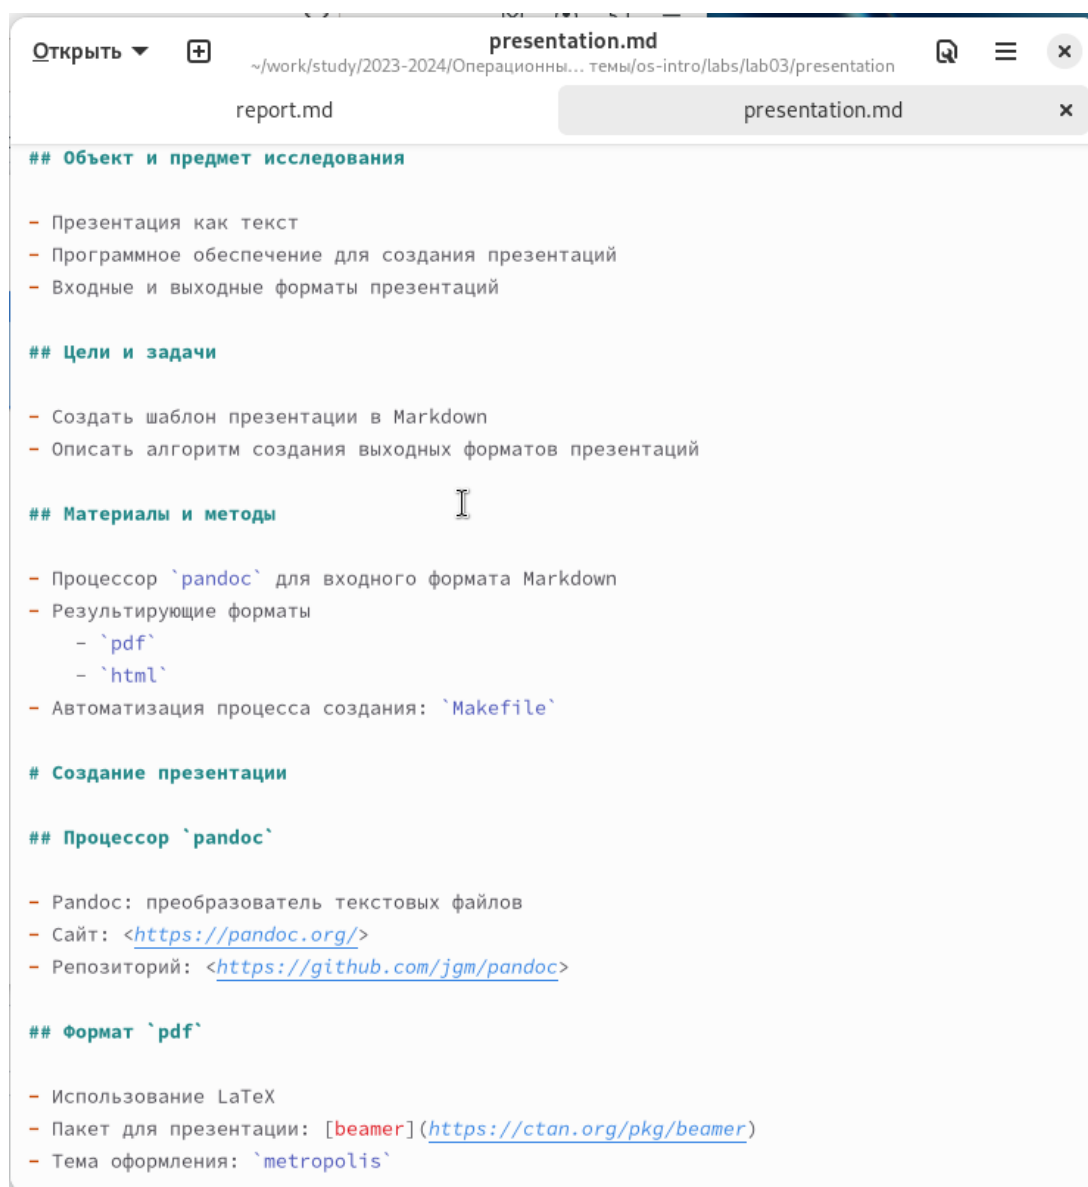 Открыть
presentation.md
~/work/study/2023-2024/Операционны... темы/os-intro/labs/lab03/presentation
report.md
presentation.md
## Объект и предмет исследования
- Презентация как текст
- Программное обеспечение для создания презентаций
- Входные и выходные форматы презентаций
## Цели и задачи
- Создать шаблон презентации в Markdown
- Описать алгоритм создания выходных форматов презентаций
## Материалы и методы
- Процессор `pandoc` для входного формата Markdown
- Результирующие форматы
- `pdf`
- `html`
- Автоматизация процесса создания: `Makefile`
# Создание презентации
## Процессор `pandoc`
- Pandoc: преобразователь текстовых файлов
- Сайт: <https://pandoc.org/>
- Репозиторий: <https://github.com/jgm/pandoc>
## Формат `pdf`
- Использование LaTeX
- Пакет для презентации: [beamer](https://ctan.org/pkg/beamer)
- Тема оформления: `metropolis`